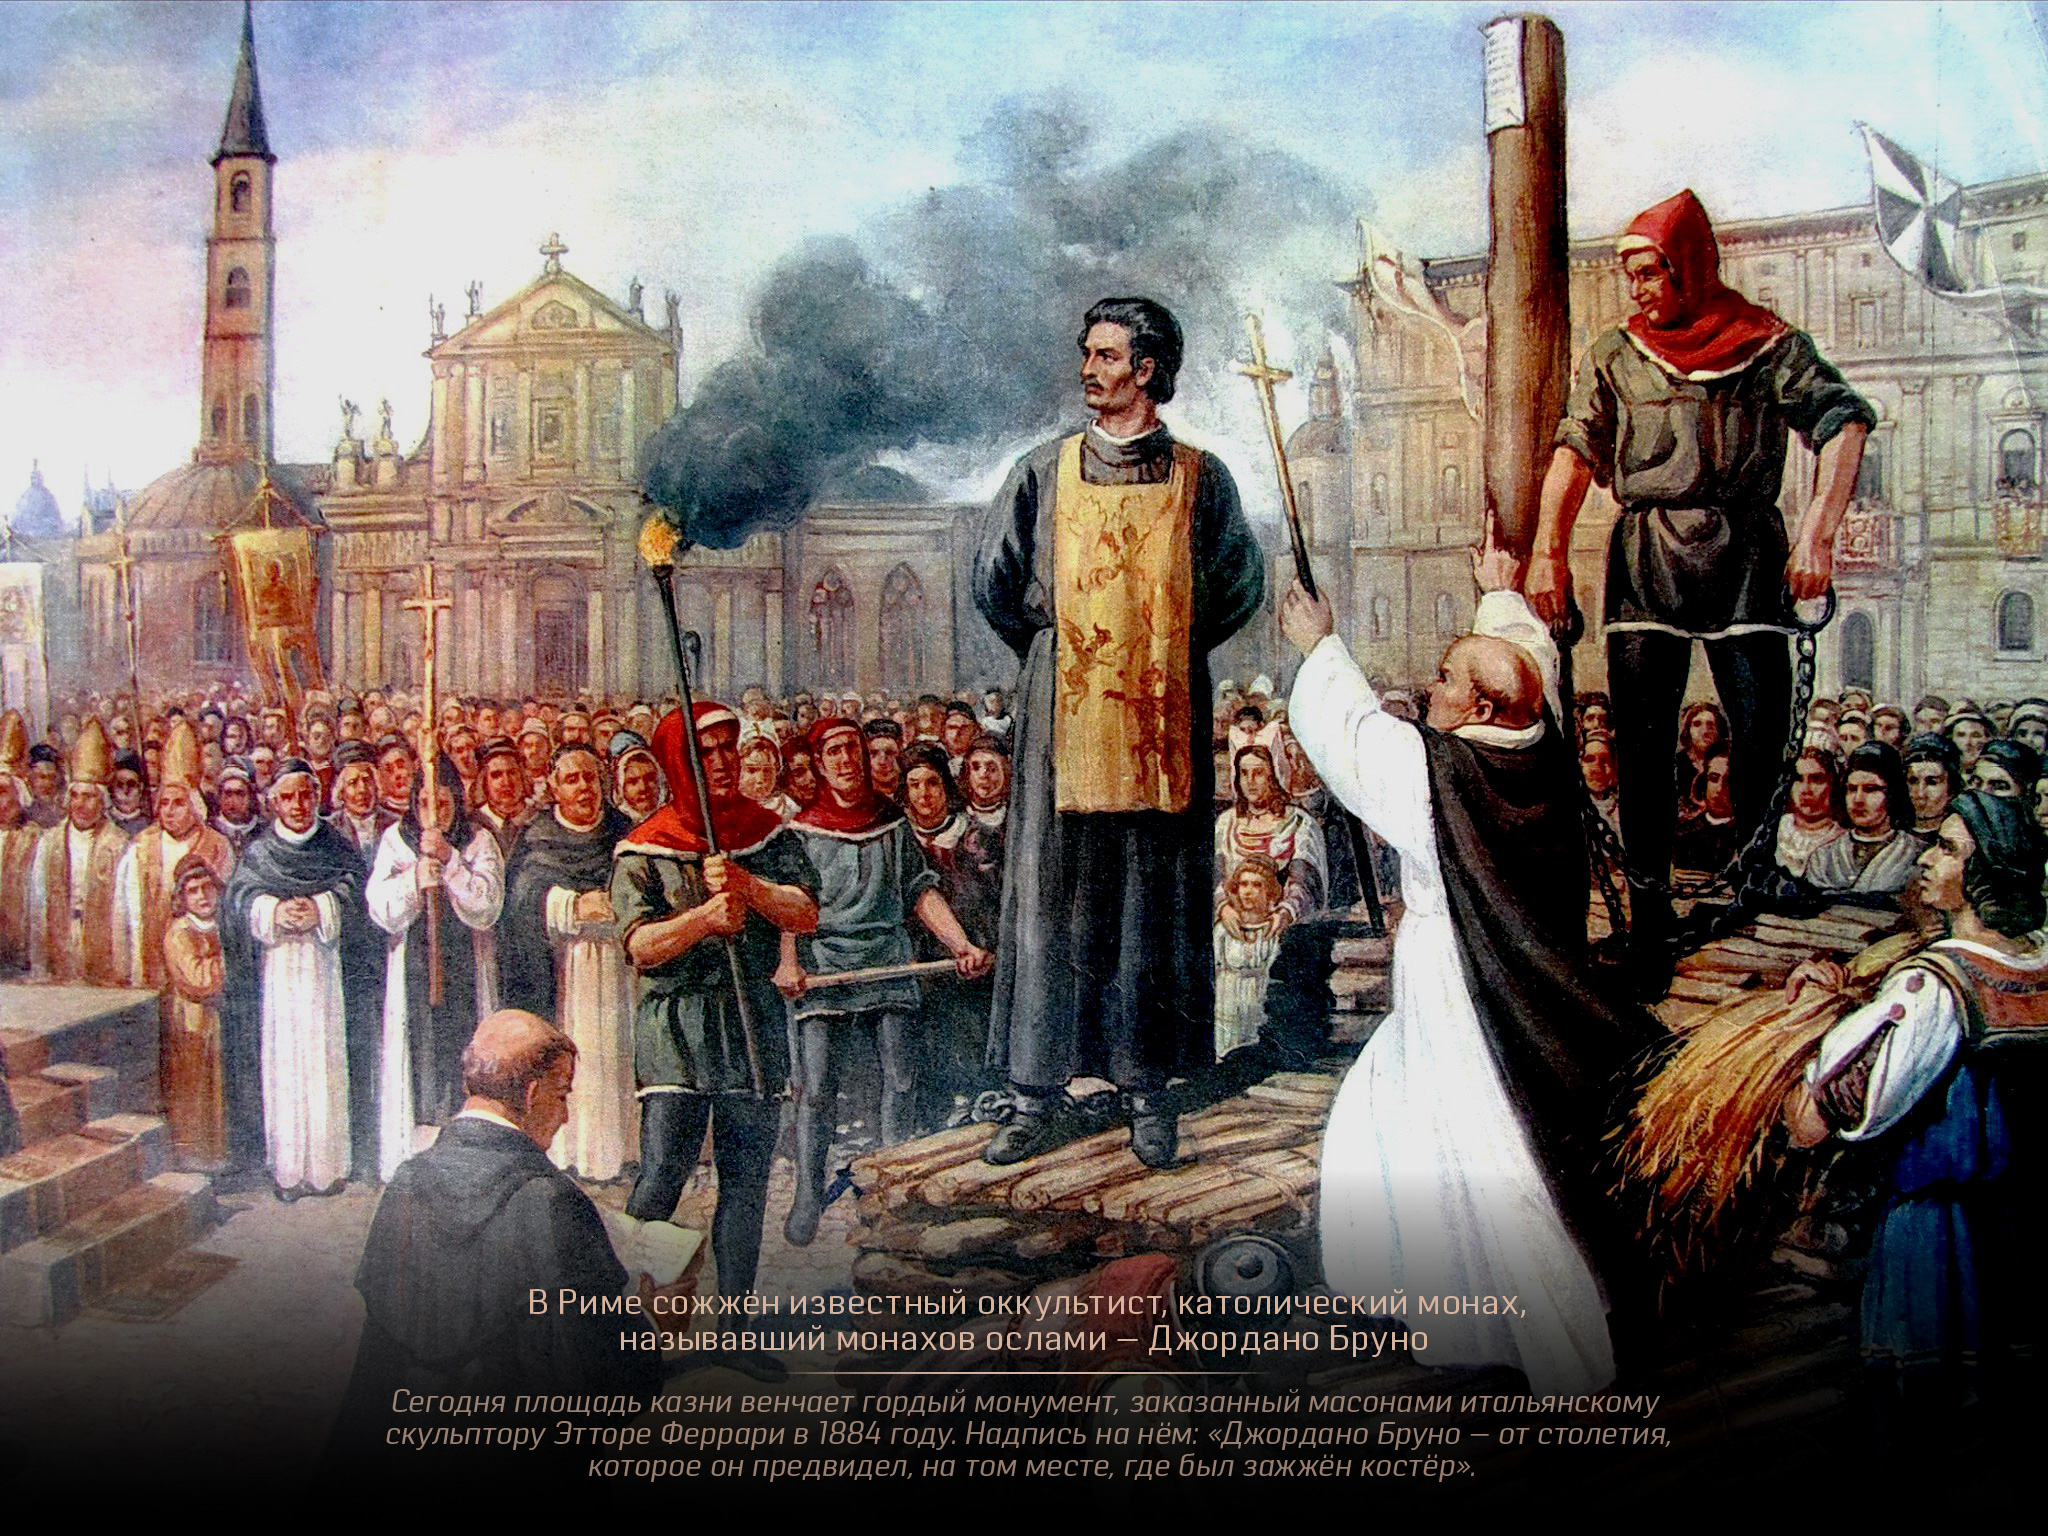 В Риме сожжён известный оккультист, католический монах,
называвший монахов ослами — Джордано Бруно
Сегодня площадь казни венчает гордый монумент, заказанный масонами итальянскому
скульптору Этторе Феррари в 1884 году. Надпись на нём: «Джордано Бруно — от столетия,
которое он предвидел, на том месте, где был зажжён костёр».